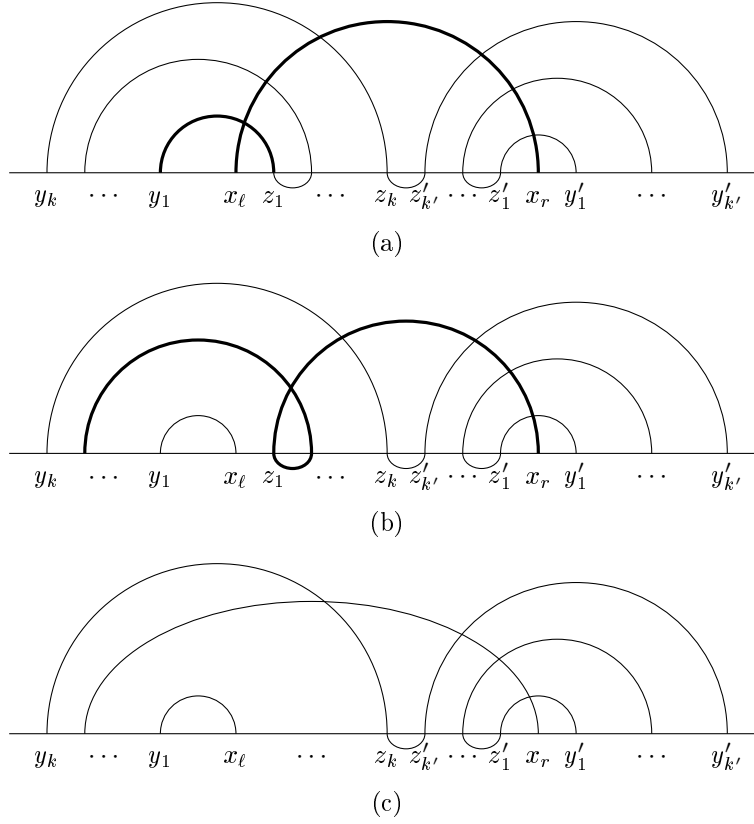 y_k ⋯ y_1 x_ℓ z_1 ⋯ z_k z'_{k'} ⋯ z'_1 x_r y'_1 ⋯ y'_{k'}
(a)
y_k ⋯ y_1 x_ℓ z_1 ⋯ z_k z'_{k'} ⋯ z'_1 x_r y'_1 ⋯ y'_{k'}
(b)
y_k ⋯ y_1 x_ℓ ⋯ z_k z'_{k'} ⋯ z'_1 x_r y'_1 ⋯ y'_{k'}
(c)